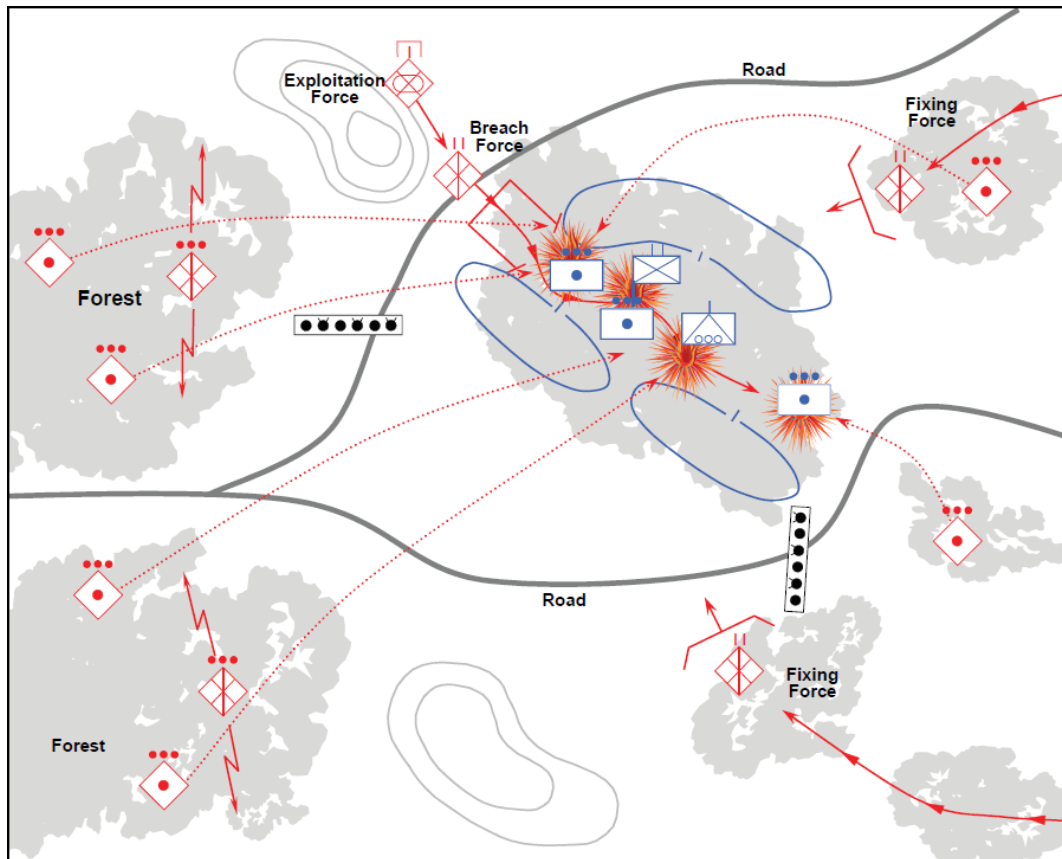 Road
Exploitation
Force
Fixing
Force
Breach
Force
Forest
Road
Fixing
Force
Forest